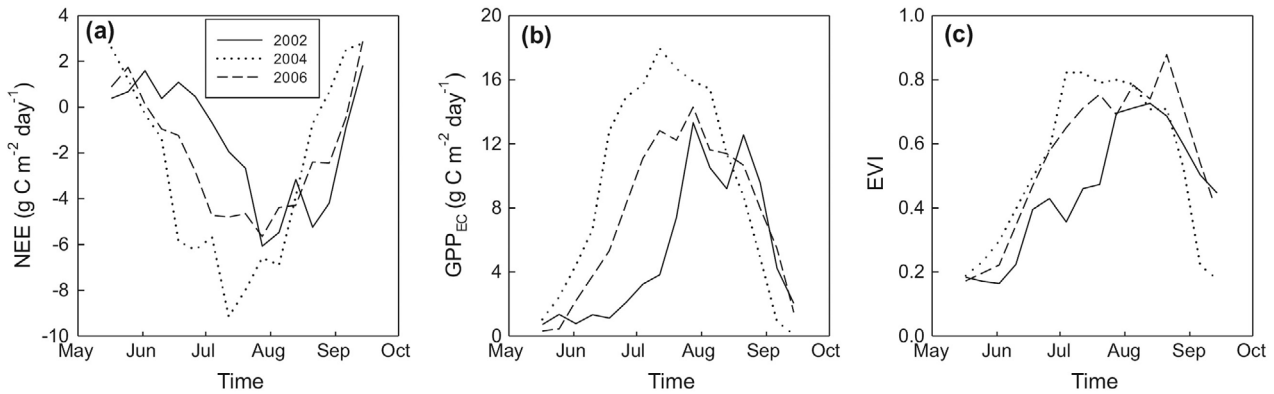 (a)
2002
2004
2006
NEE (g C m⁻² day⁻¹)
4
2
0
-2
-4
-6
-8
-10
May Jun Jul Aug Sep Oct
Time
(b)
GPP_EC (g C m⁻² day⁻¹)
20
16
12
8
4
0
May Jun Jul Aug Sep Oct
Time
(c)
EVI
1.0
0.8
0.6
0.4
0.2
0.0
May Jun Jul Aug Sep Oct
Time